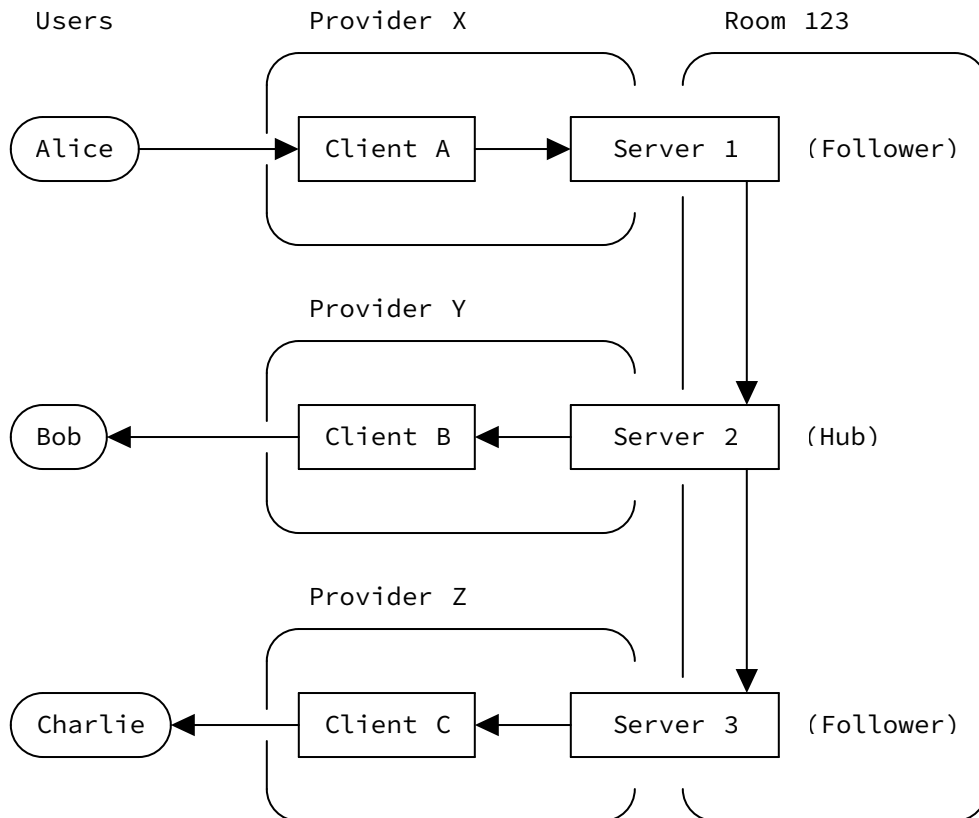 Users Provider X Room 123
Alice Client A Server 1 (Follower)
Provider Y
Bob Client B Server 2 (Hub)
Provider Z
Charlie Client C Server 3 (Follower)